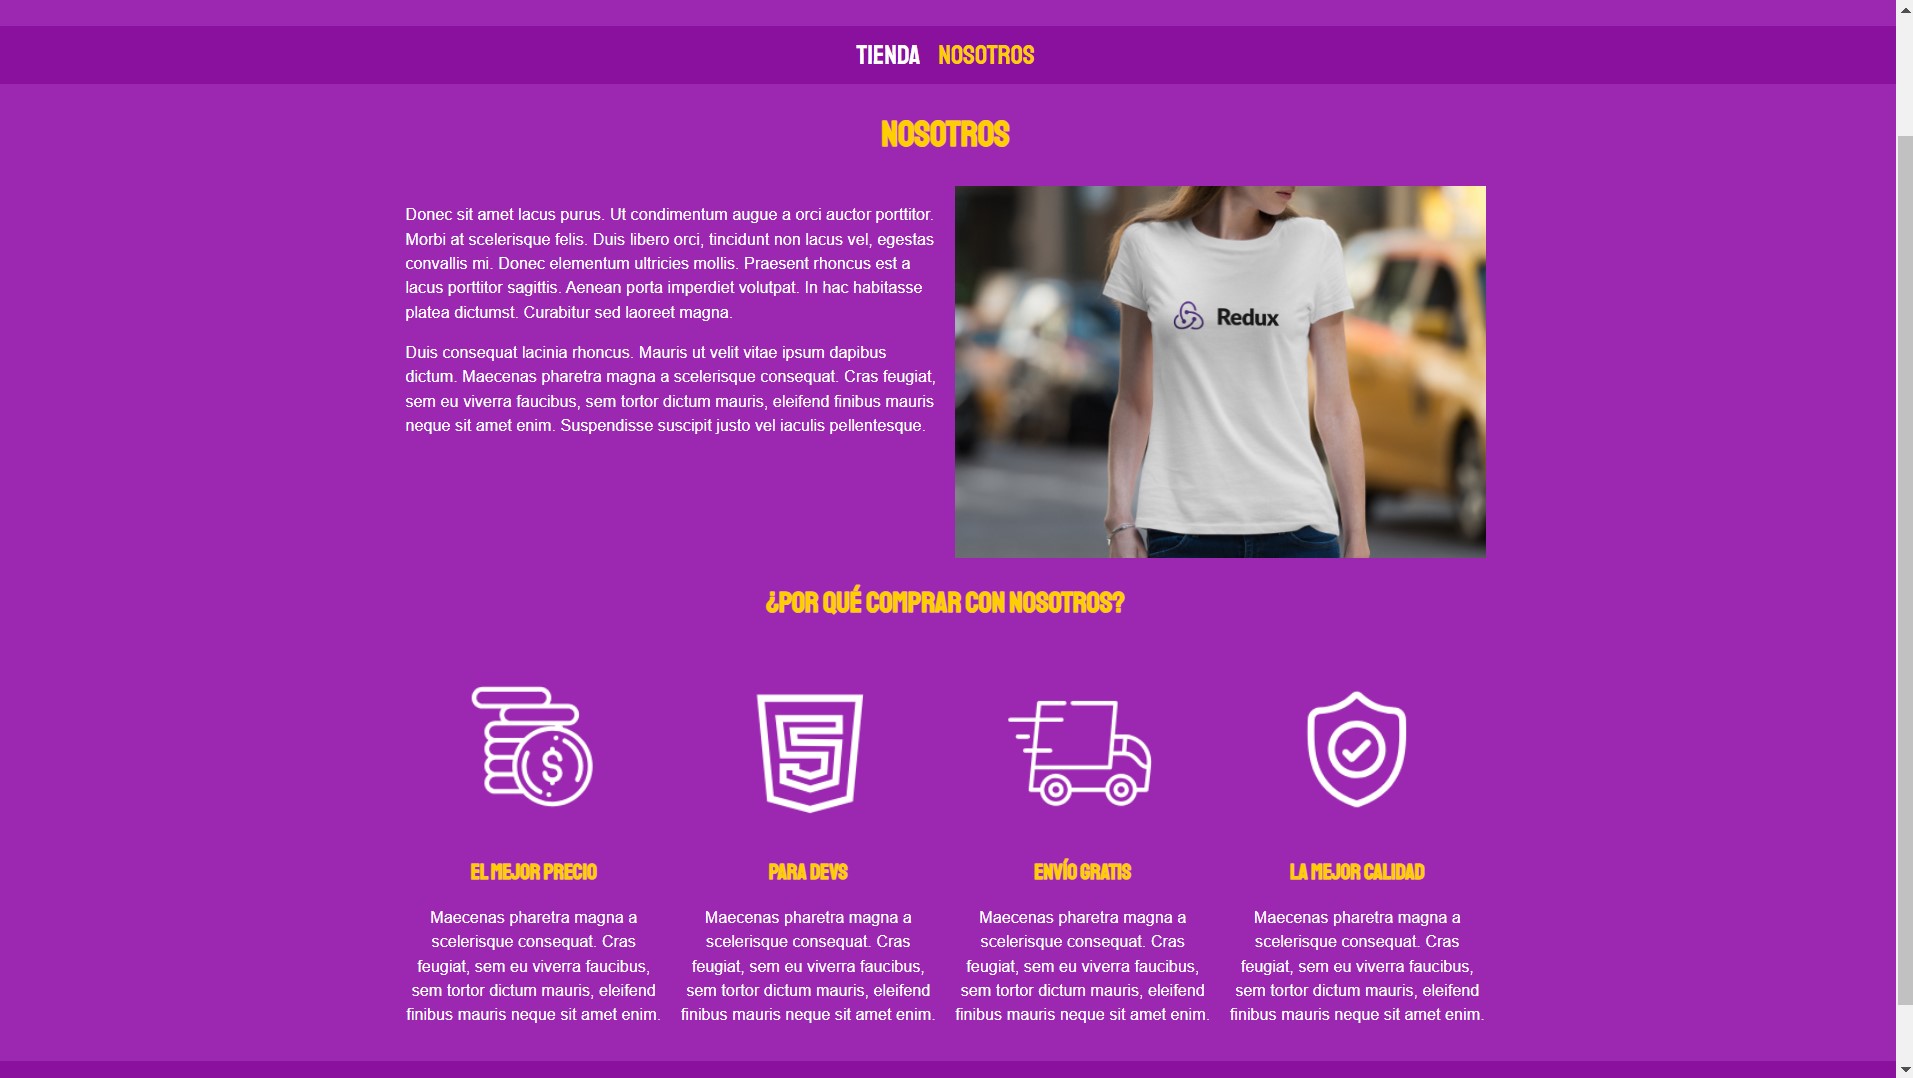 TIENDA NOSOTROS
NOSOTROS
Donec sit amet lacus purus. Ut condimentum augue a orci auctor porttitor.
Morbi at scelerisque felis. Duis libero orci, tincidunt non lacus vel, egestas
convallis mi. Donec elementum ultricies mollis. Praesent rhoncus est a
lacus porttitor sagittis. Aenean porta imperdiet volutpat. In hac habitasse
platea dictumst. Curabitur sed laoreet magna.
Duis consequat lacinia rhoncus. Mauris ut velit vitae ipsum dapibus
dictum. Maecenas pharetra magna a scelerisque consequat. Cras feugiat,
sem eu viverra faucibus, sem tortor dictum mauris, eleifend finibus mauris
neque sit amet enim. Suspendisse suscipit justo vel iaculis pellentesque.
Redux
¿POR QUÉ COMPRAR CON NOSOTROS?
$
5
EL MEJOR PRECIO
Maecenas pharetra magna a
scelerisque consequat. Cras
feugiat, sem eu viverra faucibus,
sem tortor dictum mauris, eleifend
finibus mauris neque sit amet enim.
PARA DEVS
Maecenas pharetra magna a
scelerisque consequat. Cras
feugiat, sem eu viverra faucibus,
sem tortor dictum mauris, eleifend
finibus mauris neque sit amet enim.
ENVÍO GRATIS
Maecenas pharetra magna a
scelerisque consequat. Cras
feugiat, sem eu viverra faucibus,
sem tortor dictum mauris, eleifend
finibus mauris neque sit amet enim.
LA MEJOR CALIDAD
Maecenas pharetra magna a
scelerisque consequat. Cras
feugiat, sem eu viverra faucibus,
sem tortor dictum mauris, eleifend
finibus mauris neque sit amet enim.